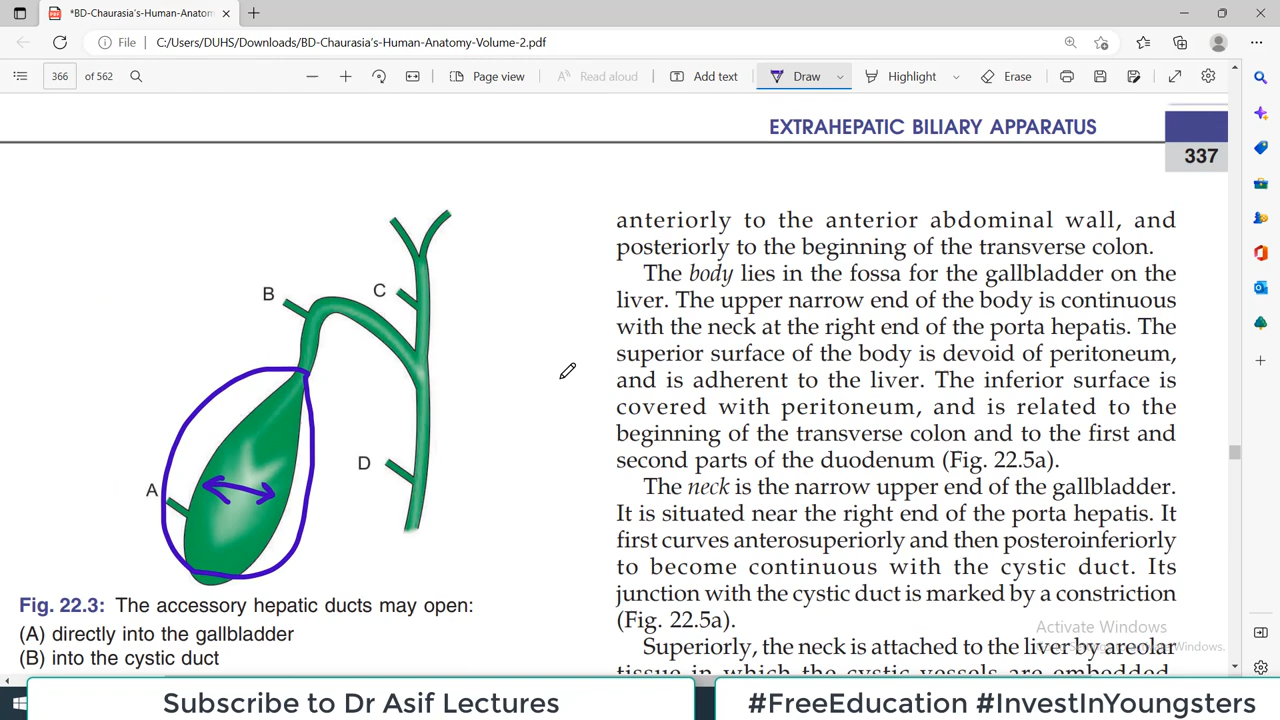 *BD-Chaurasia's-Human-Anatom
File
C:/Users/DUHS/Downloads/BD-Chaurasia's-Human-Anatomy-Volume-2.pdf
366 of 562
Page view
Read aloud
Add text
Draw
Highlight
Erase
EXTRAHEPATIC BILIARY APPARATUS
337
B
C
D
A
Fig. 22.3: The accessory hepatic ducts may open:
(A) directly into the gallbladder
(B) into the cystic duct
anteriorly to the anterior abdominal wall, and
posteriorly to the beginning of the transverse colon.
The body lies in the fossa for the gallbladder on the
liver. The upper narrow end of the body is continuous
with the neck at the right end of the porta hepatis. The
superior surface of the body is devoid of peritoneum,
and is adherent to the liver. The inferior surface is
covered with peritoneum, and is related to the
beginning of the transverse colon and to the first and
second parts of the duodenum (Fig. 22.5a).
The neck is the narrow upper end of the gallbladder.
It is situated near the right end of the porta hepatis. It
first curves anterosuperiorly and then posteroinferiorly
to become continuous with the cystic duct. Its
junction with the cystic duct is marked by a constriction
(Fig. 22.5a).
Superiorly, the neck is attached to the liver by areolar
tissue in which the cystic vessels are embedded.
Activate Windows
Subscribe to Dr Asif Lectures
#FreeEducation #InvestInYoungsters